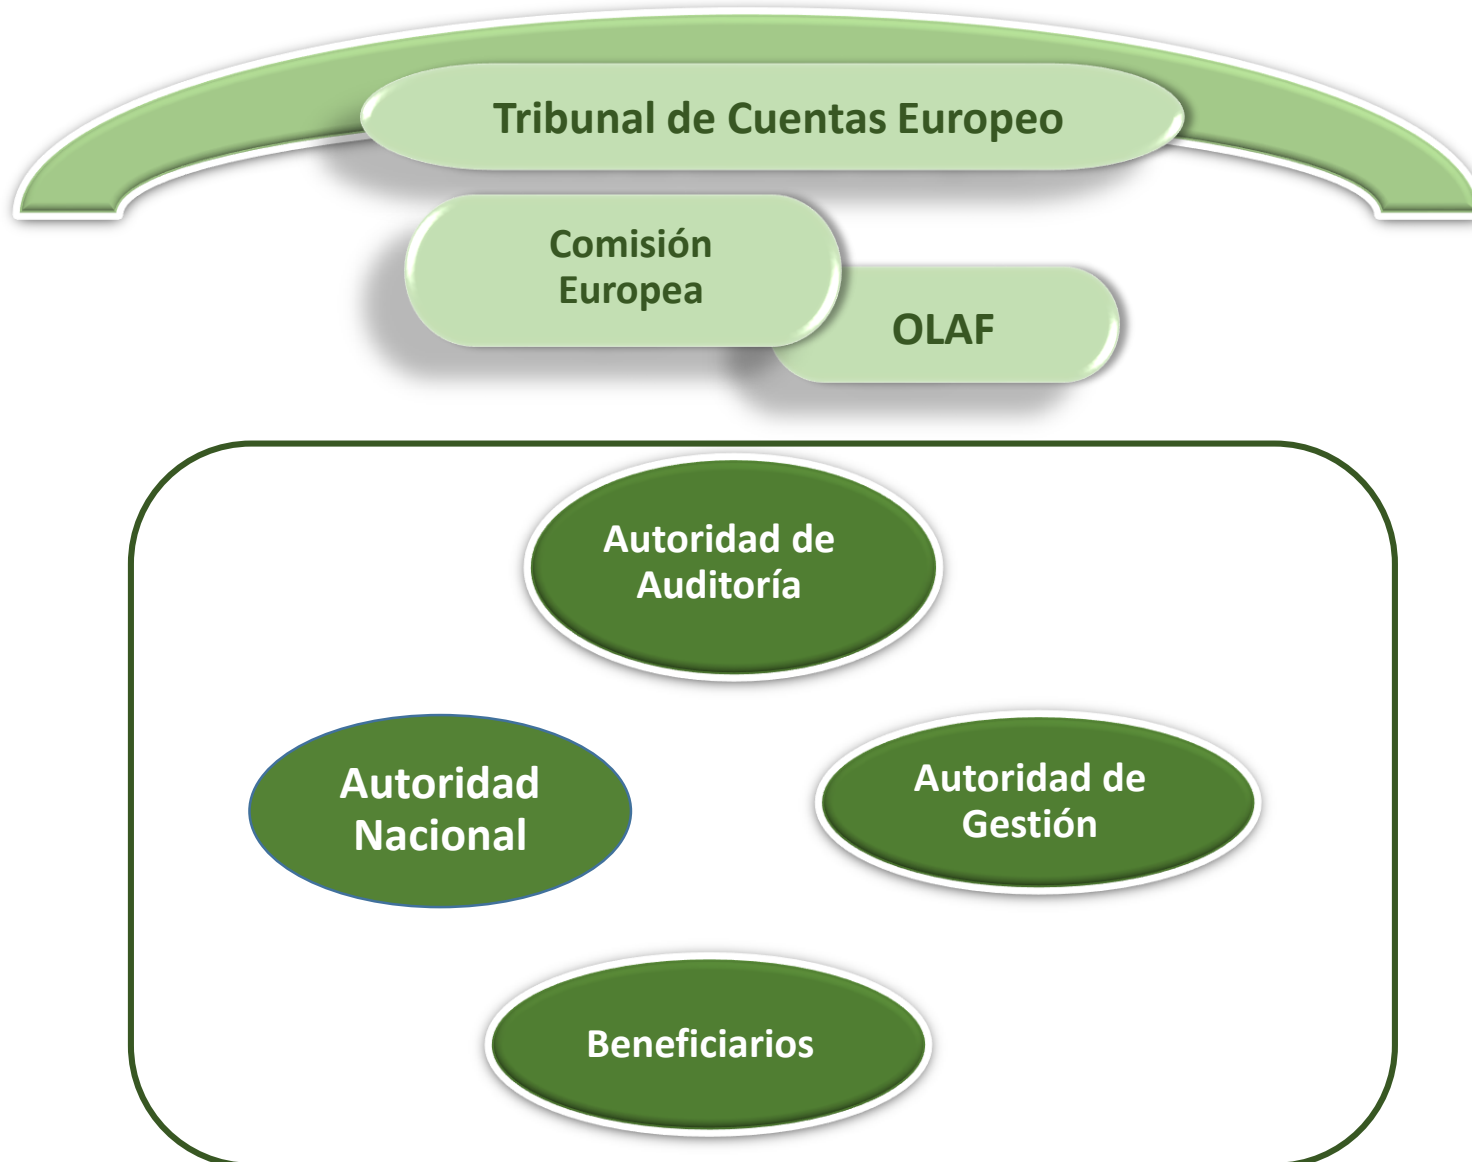 Tribunal de Cuentas Europeo
Comisión
Europea
OLAF
Autoridad de
Auditoría
Autoridad
Nacional
Autoridad de
Gestión
Beneficiarios